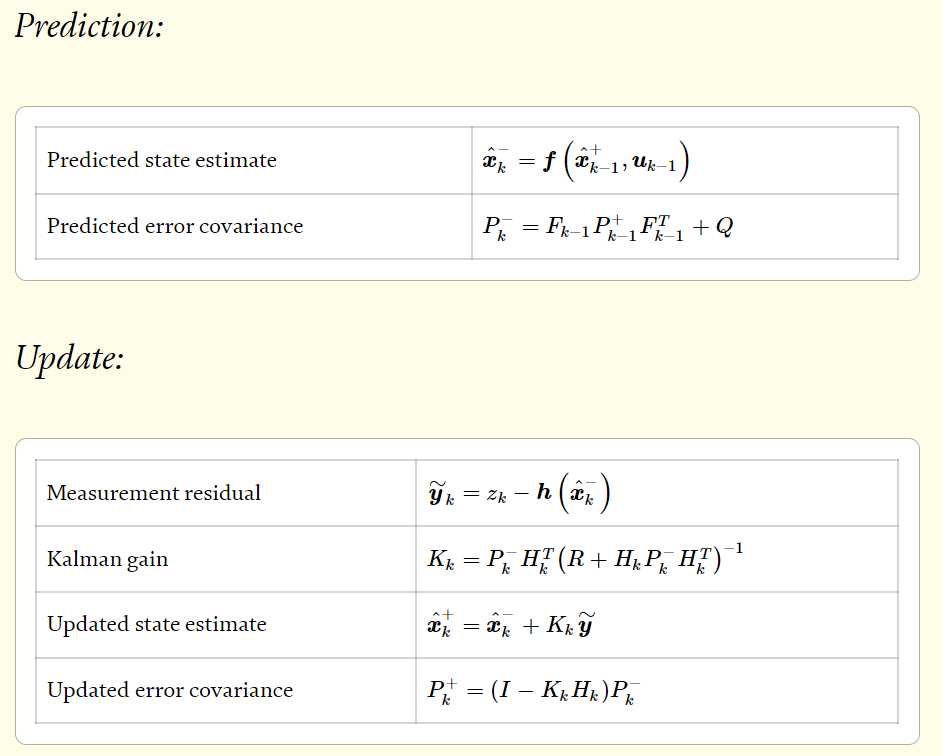 Prediction:
Predicted state estimate $\hat{\boldsymbol{x}}_k^- = \boldsymbol{f}\left(\hat{\boldsymbol{x}}_{k-1}^+, \boldsymbol{u}_{k-1}\right)$
Predicted error covariance $P_k^- = F_{k-1} P_{k-1}^+ F_{k-1}^T + Q$
Update:
Measurement residual $\widetilde{\boldsymbol{y}}_k = z_k - \boldsymbol{h}\left(\hat{\boldsymbol{x}}_k^-\right)$
Kalman gain $K_k = P_k^- H_k^T \left(R + H_k P_k^- H_k^T\right)^{-1}$
Updated state estimate $\hat{\boldsymbol{x}}_k^+ = \hat{\boldsymbol{x}}_k^- + K_k \widetilde{\boldsymbol{y}}$
Updated error covariance $P_k^+ = (I - K_k H_k) P_k^-$